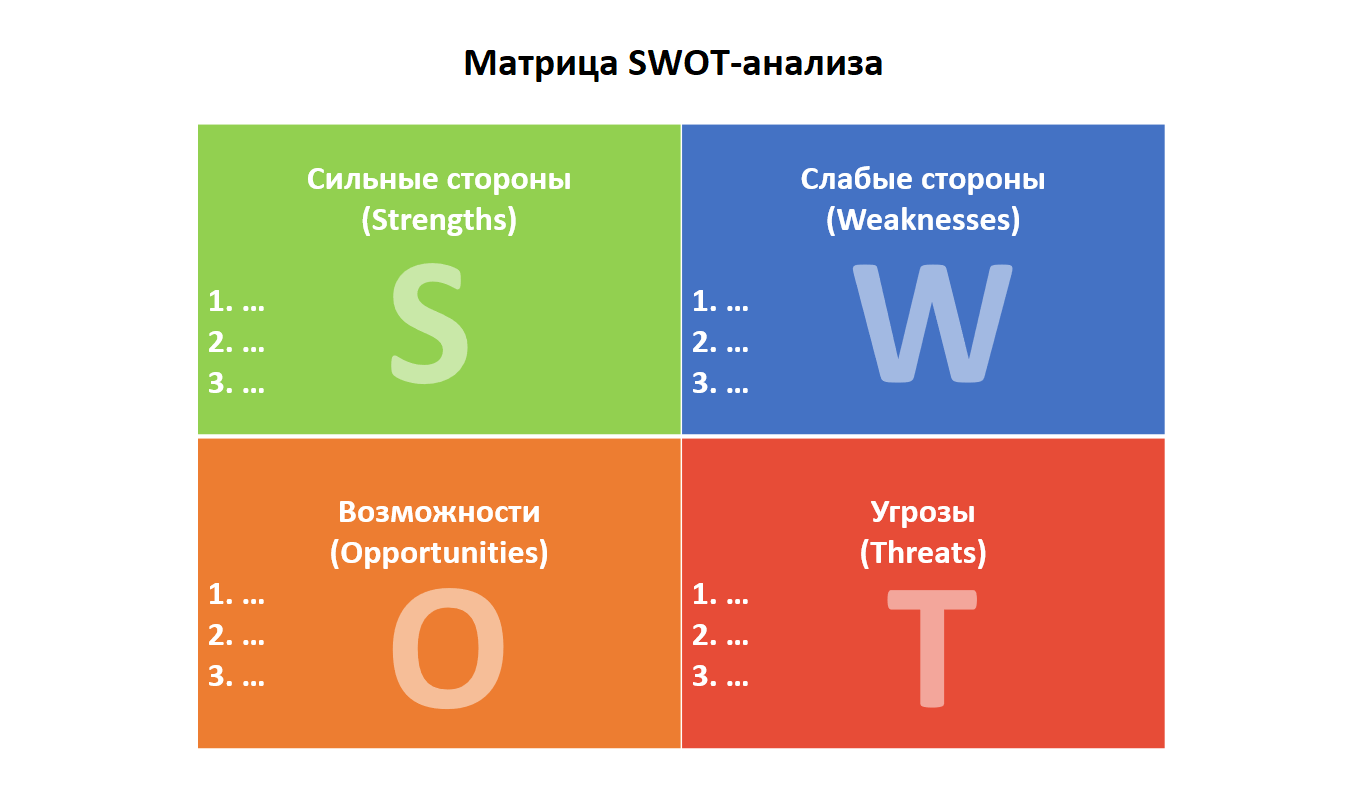 Матрица SWOT-анализа
Сильные стороны
(Strengths)
S
1. ...
2. ...
3. ...
Слабые стороны
(Weaknesses)
W
1. ...
2. ...
3. ...
Возможности
(Opportunities)
O
1. ...
2. ...
3. ...
Угрозы
(Threats)
T
1. ...
2. ...
3. ...